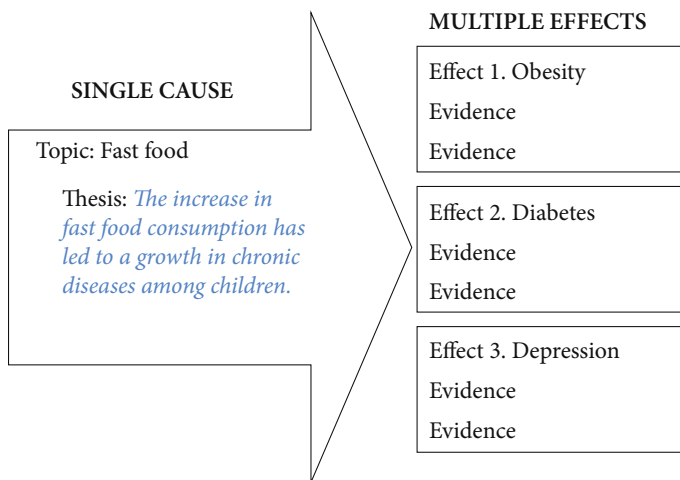 SINGLE CAUSE
Topic: Fast food
Thesis: The increase in
fast food consumption has
led to a growth in chronic
diseases among children.
MULTIPLE EFFECTS
Effect 1. Obesity
Evidence
Evidence
Effect 2. Diabetes
Evidence
Evidence
Effect 3. Depression
Evidence
Evidence